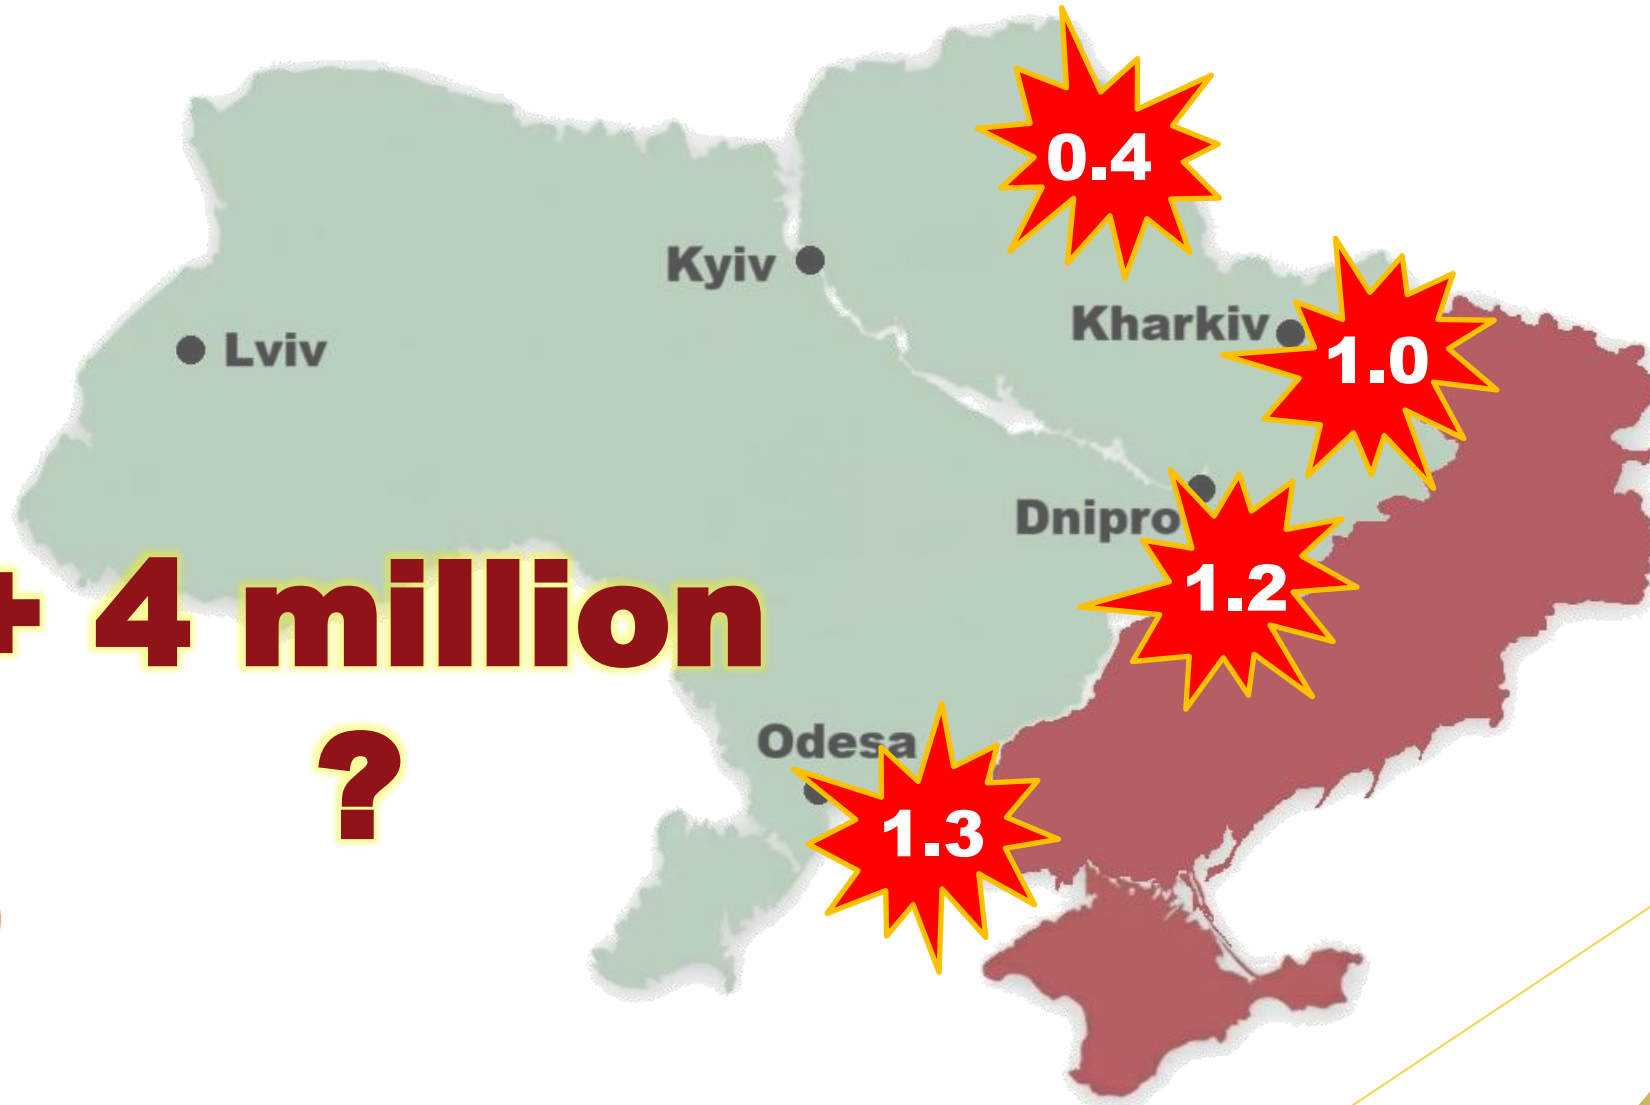 0.4
Kyiv
Kharkiv
Lviv
1.0
Dnipro
1.2
+ 4 million
?
Odesa
1.3